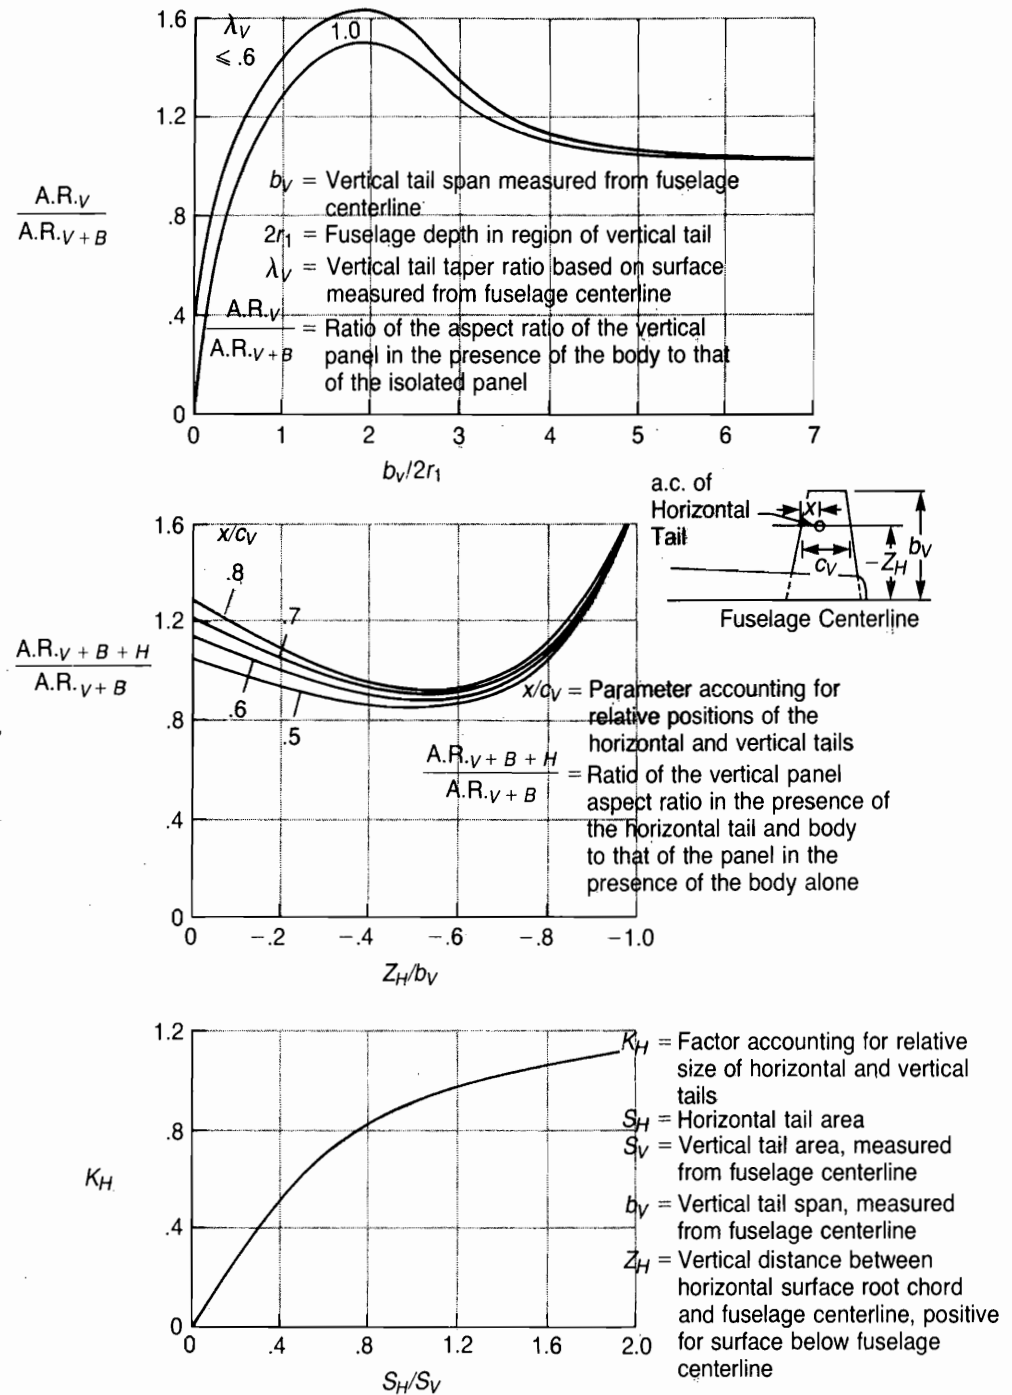 1.6
1.2
.8
.4
0
λV
⩽ .6
1.0
A.R.V
A.R.V + B
bV = Vertical tail span measured from fuselage
centerline
2r1 = Fuselage depth in region of vertical tail
λV = Vertical tail taper ratio based on surface
measured from fuselage centerline
A.R.V
A.R.V + B
= Ratio of the aspect ratio of the vertical
panel in the presence of the body to that
of the isolated panel
0 1 2 3 4 5 6 7
bv/2r1
a.c. of
Horizontal
Tail
x
cV
-ZH
bV
Fuselage Centerline
1.6
1.2
.8
.4
0
x/cV
.8
.7
.6
.5
A.R.V + B + H
A.R.V + B
x/cV = Parameter accounting for
relative positions of the
horizontal and vertical tails
A.R.V + B + H
A.R.V + B
= Ratio of the vertical panel
aspect ratio in the presence of
the horizontal tail and body
to that of the panel in the
presence of the body alone
0 -.2 -.4 -.6 -.8 -1.0
ZH/bV
1.2
.8
.4
0
KH
KH = Factor accounting for relative
size of horizontal and vertical
tails
SH = Horizontal tail area
SV = Vertical tail area, measured
from fuselage centerline
bV = Vertical tail span, measured
from fuselage centerline
ZH = Vertical distance between
horizontal surface root chord
and fuselage centerline, positive
for surface below fuselage
centerline
0 .4 .8 1.2 1.6 2.0
SH/SV